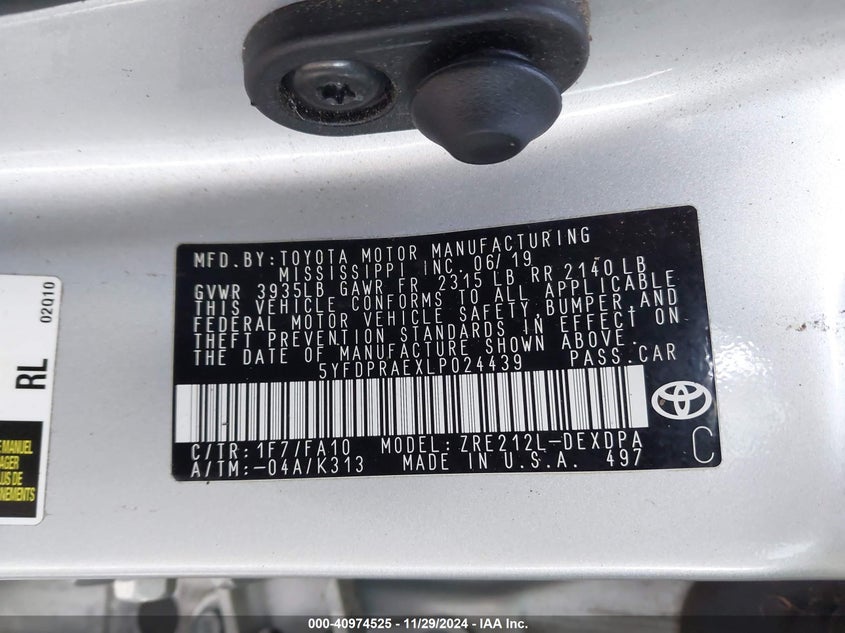 MFD.BY:TOYOTA MOTOR MANUFACTURING
MISSISSIPPI INC. 06/19
GVWR 3935LB GAWR FR 2315 LB RR 2140 LB
THIS VEHICLE CONFORMS TO ALL APPLICABLE
FEDERAL MOTOR VEHICLE SAFETY,BUMPER,AND
THEFT PREVENTION STANDARDS IN EFFECT ON
THE DATE OF MANUFACTURE SHOWN ABOVE.
5YFDPRAEXLP024439 PASS.CAR
C/TR:1F7/FA10 MODEL:ZRE212L-DEXDPA
A/TM:-04A/K313 MADE IN U.S.A. 497
C
RL
02Q10
MANUEL
PLUS DE
000-40974525 - 11/29/2024 - IAA Inc.